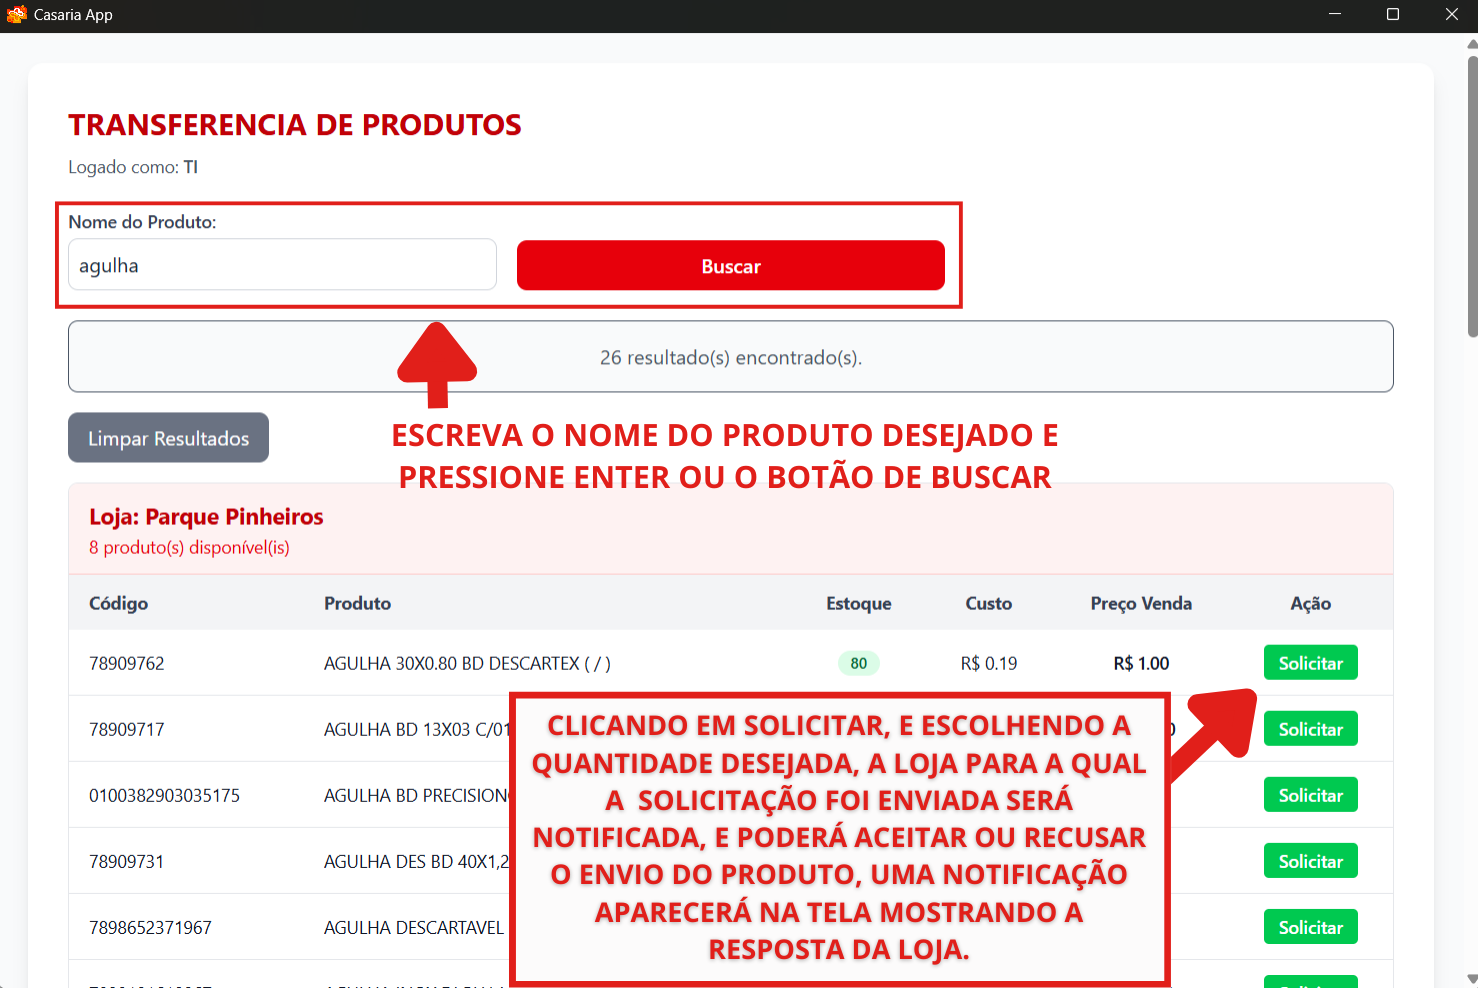 Casaria App
TRANSFERENCIA DE PRODUTOS
Logado como: TI
Nome do Produto:
agulha
Buscar
26 resultado(s) encontrado(s).
Limpar Resultados
ESCREVA O NOME DO PRODUTO DESEJADO E
PRESSIONE ENTER OU O BOTÃO DE BUSCAR
Loja: Parque Pinheiros
8 produto(s) disponível(is)
Código Produto Estoque Custo Preço Venda Ação
78909762 AGULHA 30X0.80 BD DESCARTEX ( / ) 80 R$ 0.19 R$ 1.00 Solicitar
78909717 AGULHA BD 13X03 C/01 Solicitar
0100382903035175 AGULHA BD PRECISION Solicitar
78909731 AGULHA DES BD 40X1,2 Solicitar
7898652371967 AGULHA DESCARTAVEL Solicitar
CLICANDO EM SOLICITAR, E ESCOLHENDO A
QUANTIDADE DESEJADA, A LOJA PARA A QUAL
A SOLICITAÇÃO FOI ENVIADA SERÁ
NOTIFICADA, E PODERÁ ACEITAR OU RECUSAR
O ENVIO DO PRODUTO, UMA NOTIFICAÇÃO
APARECERÁ NA TELA MOSTRANDO A
RESPOSTA DA LOJA.